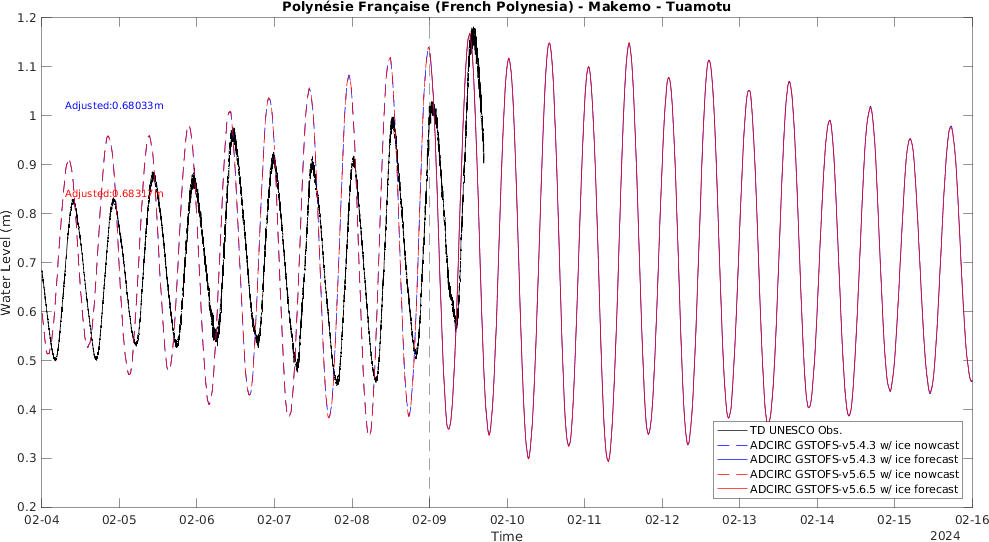 Polynésie Française (French Polynesia) - Makemo - Tuamotu
Water Level (m)
1.2
1.1
1
0.9
0.8
0.7
0.6
0.5
0.4
0.3
0.2
Adjusted:0.68033m
Adjusted:0.68317m
TD UNESCO Obs.
ADCIRC GSTOFS-v5.4.3 w/ ice nowcast
ADCIRC GSTOFS-v5.4.3 w/ ice forecast
ADCIRC GSTOFS-v5.6.5 w/ ice nowcast
ADCIRC GSTOFS-v5.6.5 w/ ice forecast
02-04 02-05 02-06 02-07 02-08 02-09 02-10 02-11 02-12 02-13 02-14 02-15 02-16
Time
2024